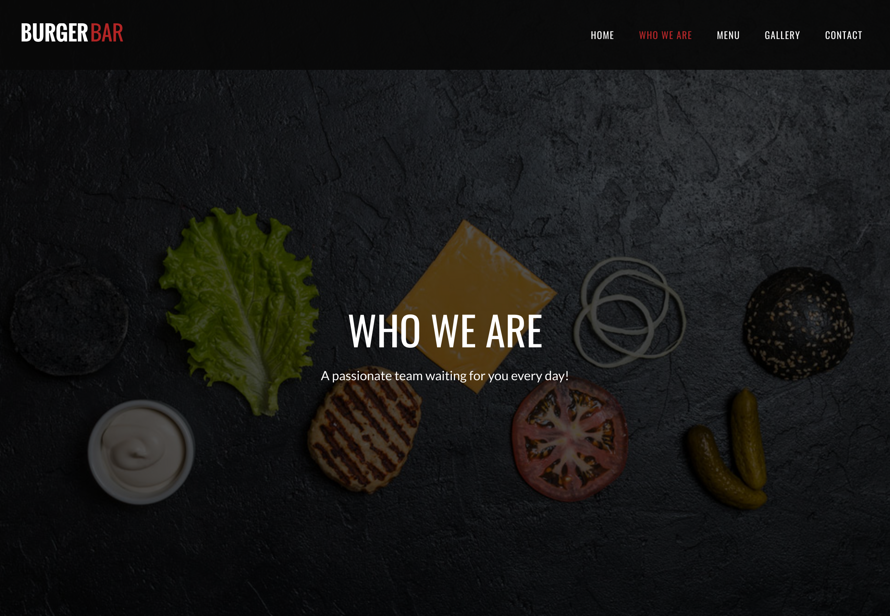 BURGER BAR
HOME WHO WE ARE MENU GALLERY CONTACT
WHO WE ARE
A passionate team waiting for you every day!